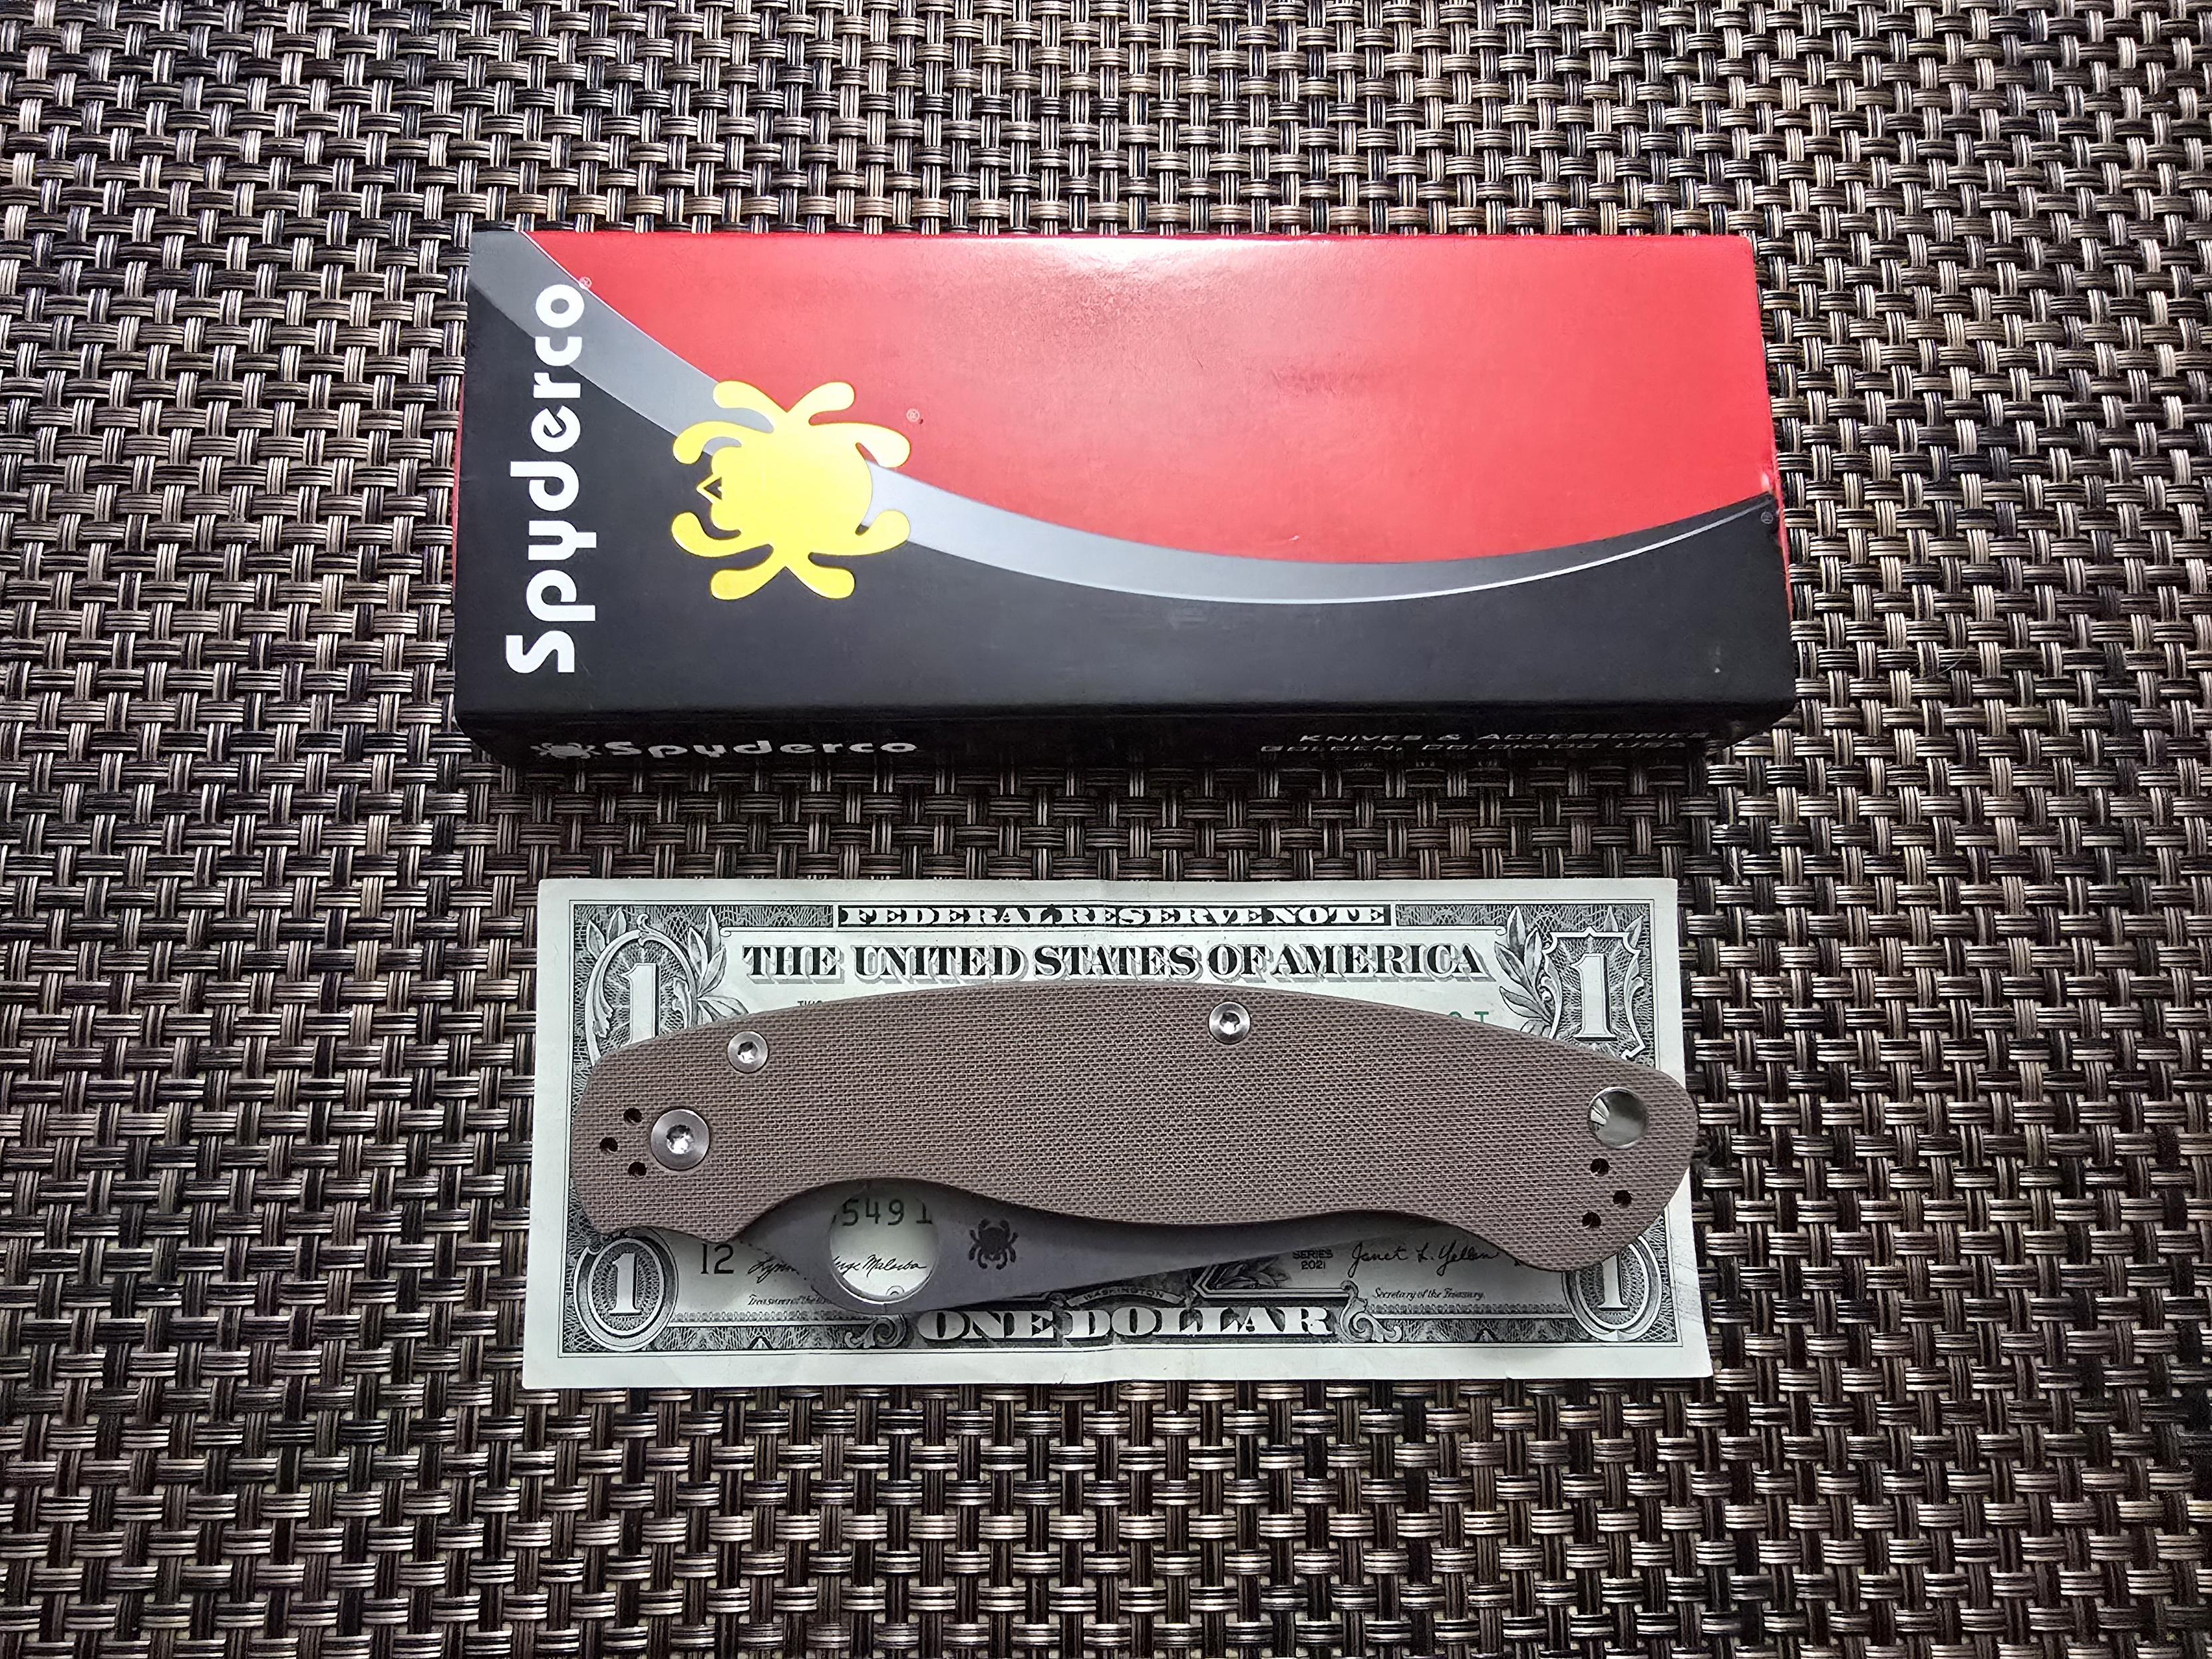 Spyderco®
®
®
Spyderco
KNIVES & ACCESSORIES
GOLDEN, COLORADO USA
FEDERAL RESERVE NOTE
THE UNITED STATES OF AMERICA
1
1
5491
12
SERIES
2021
Janet L. Yellen
Secretary of the Treasury.
WASHINGTON
1
ONE DOLLAR
1